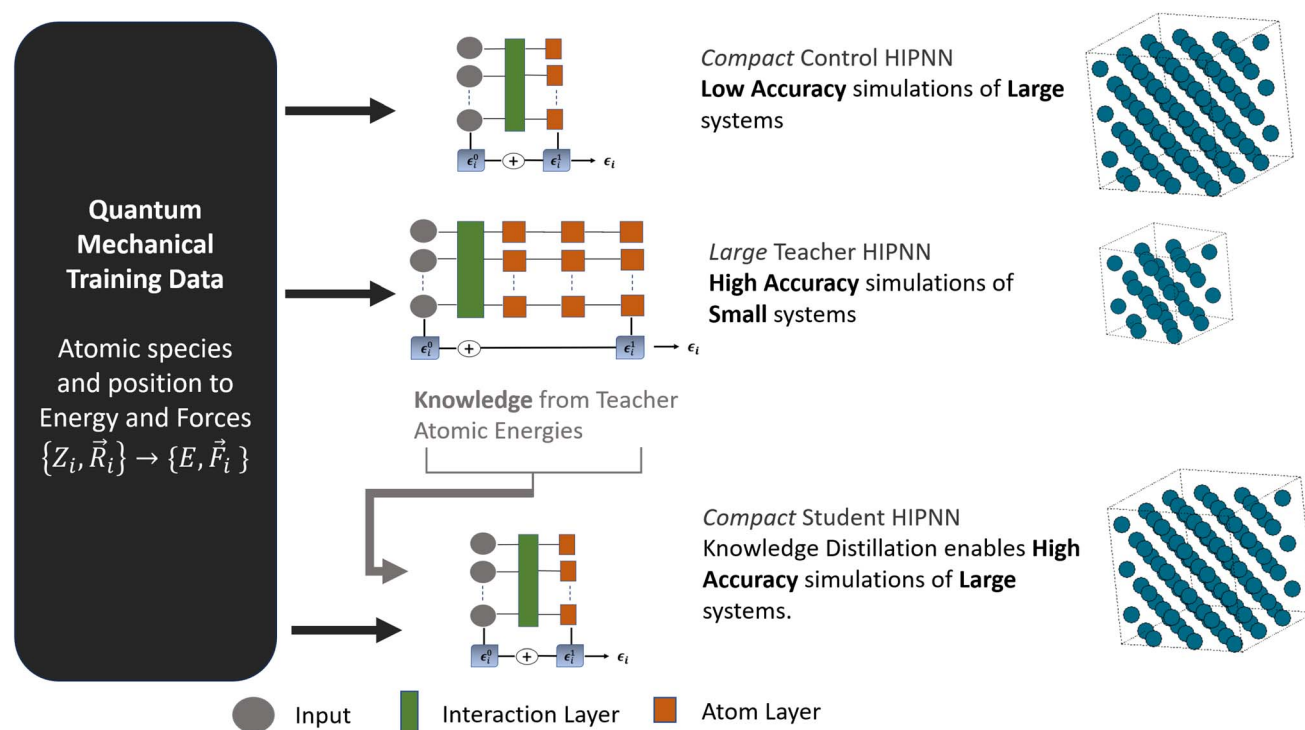 Quantum
Mechanical
Training Data
Atomic species
and position to
Energy and Forces
{Z_i, \vec{R}_i} → {E, \vec{F}_i}
ϵ_i^0 + ϵ_i^1 ϵ_i
Compact Control HIPNN
Low Accuracy simulations of Large
systems
ϵ_i^0 + ϵ_i^1 ϵ_i
Large Teacher HIPNN
High Accuracy simulations of
Small systems
Knowledge from Teacher
Atomic Energies
ϵ_i^0 + ϵ_i^1 ϵ_i
Compact Student HIPNN
Knowledge Distillation enables High
Accuracy simulations of Large
systems.
Input
Interaction Layer
Atom Layer